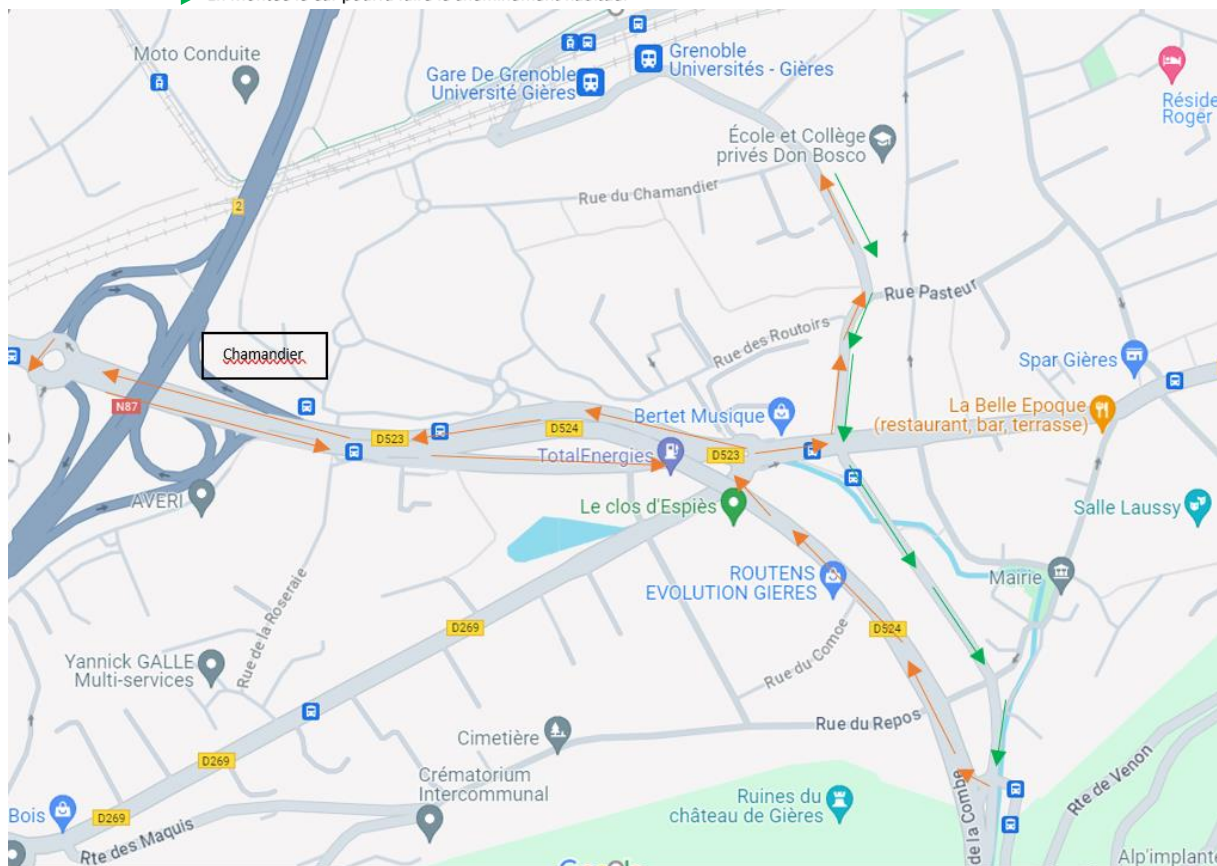 Moto Conduite
Gare De Grenoble
Université Gières
Grenoble
Universités - Gières
Réside
Roger
École et Collège
privés Don Bosco
Rue du Chamandier
2
Rue Pasteur
Chamandier
Rue des Routoirs
Spar Gières
N87
La Belle Epoque
(restaurant, bar, terrasse)
Bertet Musique
D523
D524
TotalEnergies
D523
AVERI
Le clos d'Espiès
Salle Laussy
ROUTENS
EVOLUTION GIERES
Mairie
Rue de la Roseraie
D269
D524
Yannick GALLE
Multi-services
Rue du Comoe
Rue du Repos
Cimetière
D269
Crématorium
Intercommunal
Ruines du
château de Gières
Rte de Venon
Bois
D269
Rte des Maquis
de la Combe
Alp'implant